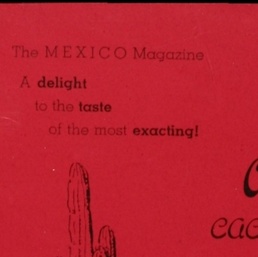 The MEXICO Magazine
A delight
to the taste
of the most exacting!